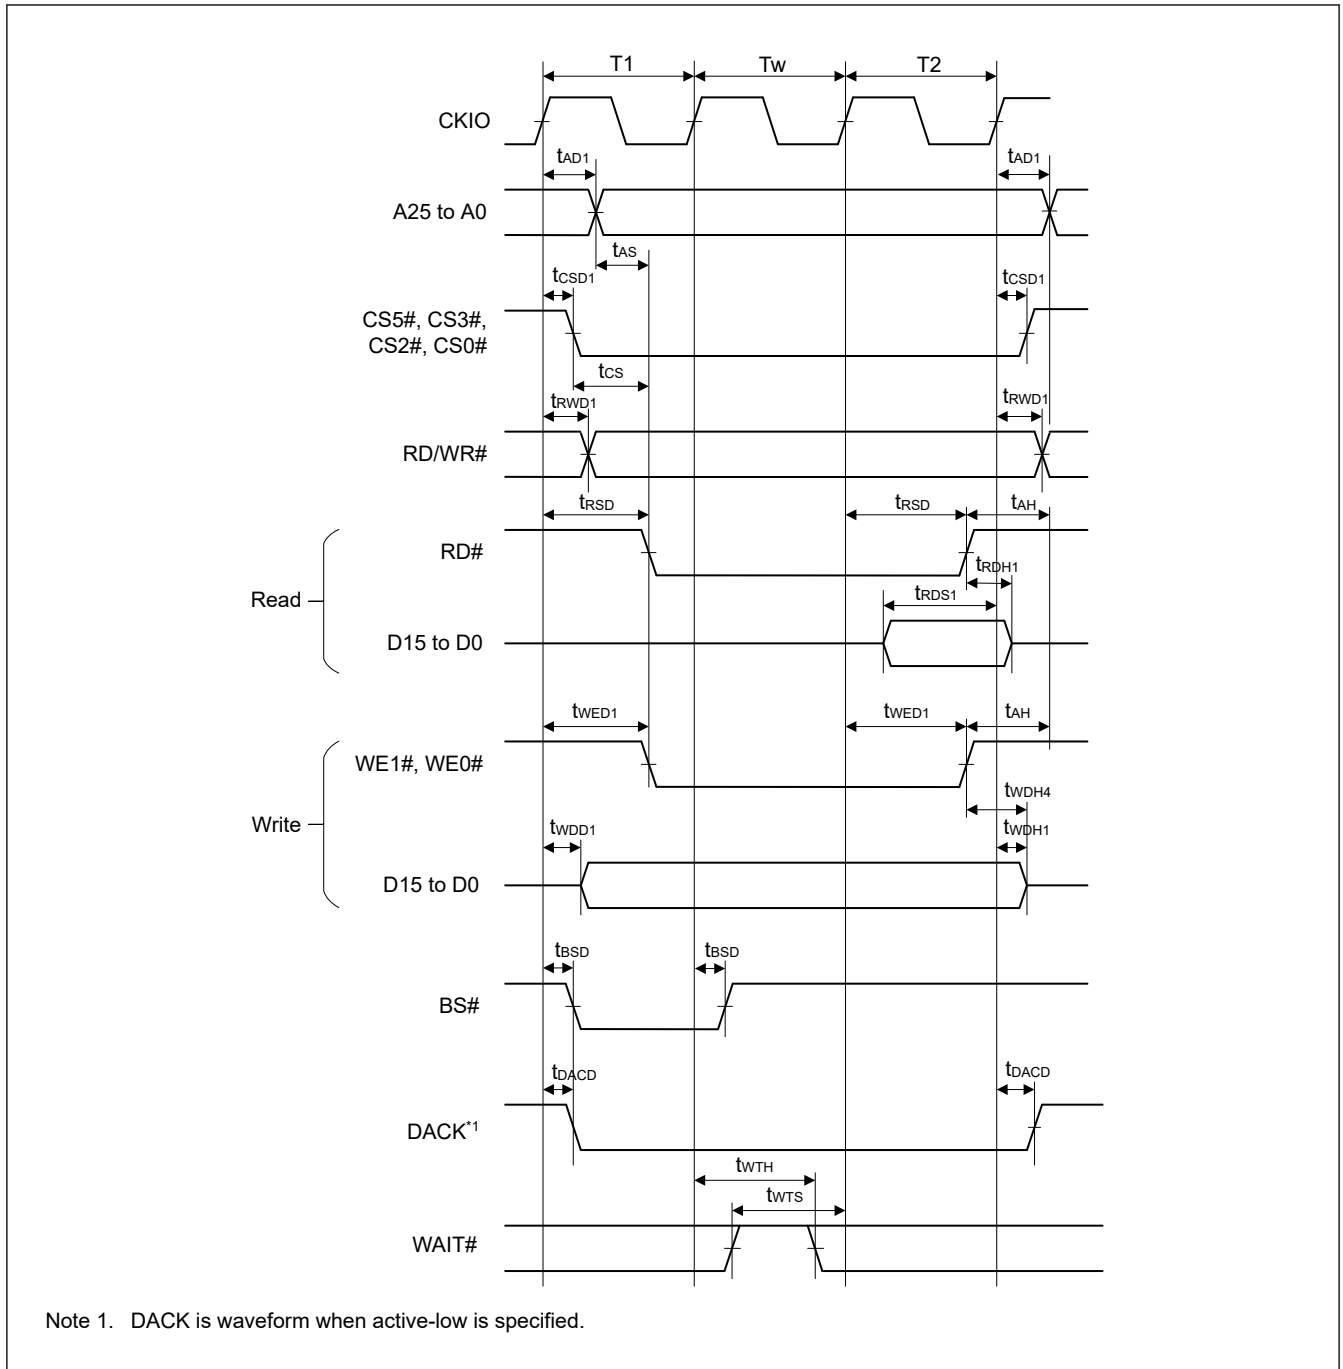 T1 Tw T2
CKIO
tAD1 tAD1
A25 to A0
tAS
tCSD1 tCSD1
CS5#, CS3#,
CS2#, CS0#
tCS
tRWD1 tRWD1
RD/WR#
tRSD tRSD tAH
RD#
tRDH1
Read
tRDS1
D15 to D0
tWED1 tWED1 tAH
WE1#, WE0#
tWDH4
Write
tWDD1 tWDH1
D15 to D0
tBSD tBSD
BS#
tDACD tDACD
DACK*1
tWTH
tWTS
WAIT#
Note 1. DACK is waveform when active-low is specified.